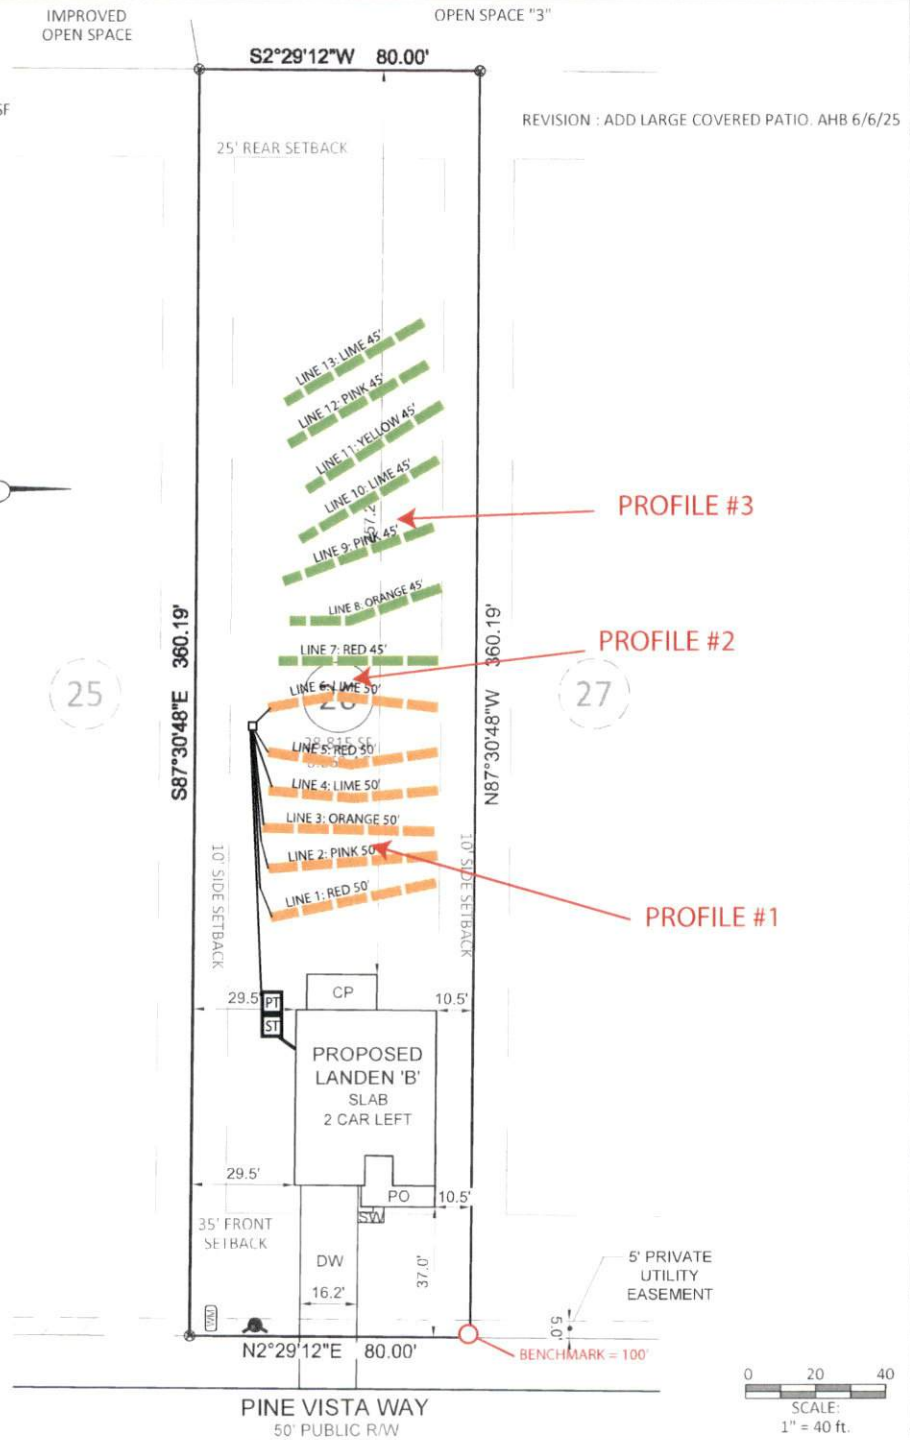 IMPROVED
OPEN SPACE
OPEN SPACE "3"
S2°29'12"W 80.00'
SF
REVISION : ADD LARGE COVERED PATIO. AHB 6/6/25
25' REAR SETBACK
LINE 13: LIME 45'
LINE 12: PINK 45'
LINE 11: YELLOW 45'
LINE 10: LIME 45'
PROFILE #3
LINE 9: PINK 45'
LINE 8: ORANGE 45'
S87°30'48"E 360.19'
N87°30'48"W 360.19'
LINE 7: RED 45'
PROFILE #2
25
LINE 6: LIME 50'
27
LINE 5: RED 50'
LINE 4: LIME 50'
LINE 3: ORANGE 50'
LINE 2: PINK 50'
LINE 1: RED 50'
10' SIDE SETBACK
10' SIDE SETBACK
PROFILE #1
CP
29.5'
PT
10.5'
ST
PROPOSED
LANDEN 'B'
SLAB
2 CAR LEFT
29.5'
PO
10.5'
SW
35' FRONT
SETBACK
DW
37.0'
16.2'
5' PRIVATE
UTILITY
EASEMENT
WM
5.0'
N2°29'12"E 80.00'
BENCHMARK = 100'
PINE VISTA WAY
50' PUBLIC R/W
0 20 40
SCALE:
1" = 40 ft.